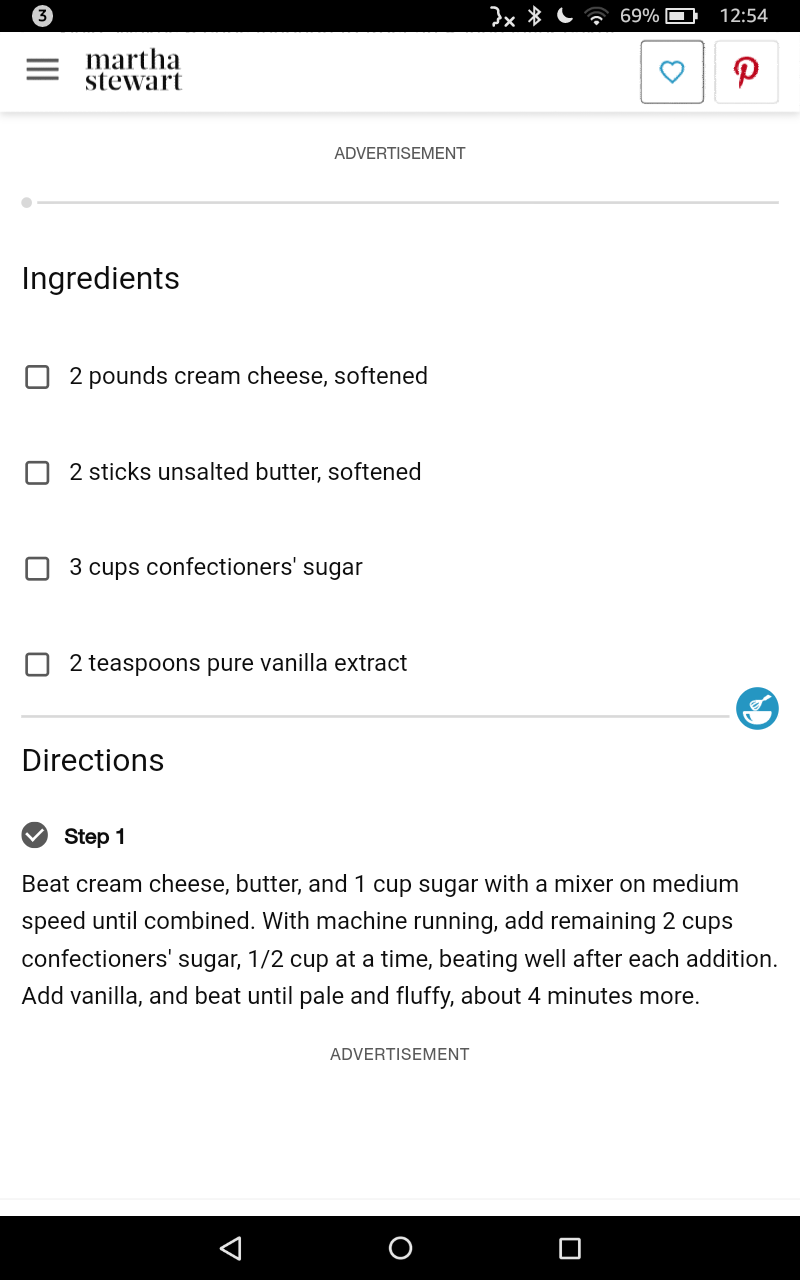 3
69%
12:54
martha
stewart
ADVERTISEMENT
Ingredients
2 pounds cream cheese, softened
2 sticks unsalted butter, softened
3 cups confectioners' sugar
2 teaspoons pure vanilla extract
Directions
Step 1
Beat cream cheese, butter, and 1 cup sugar with a mixer on medium
speed until combined. With machine running, add remaining 2 cups
confectioners' sugar, 1/2 cup at a time, beating well after each addition.
Add vanilla, and beat until pale and fluffy, about 4 minutes more.
ADVERTISEMENT